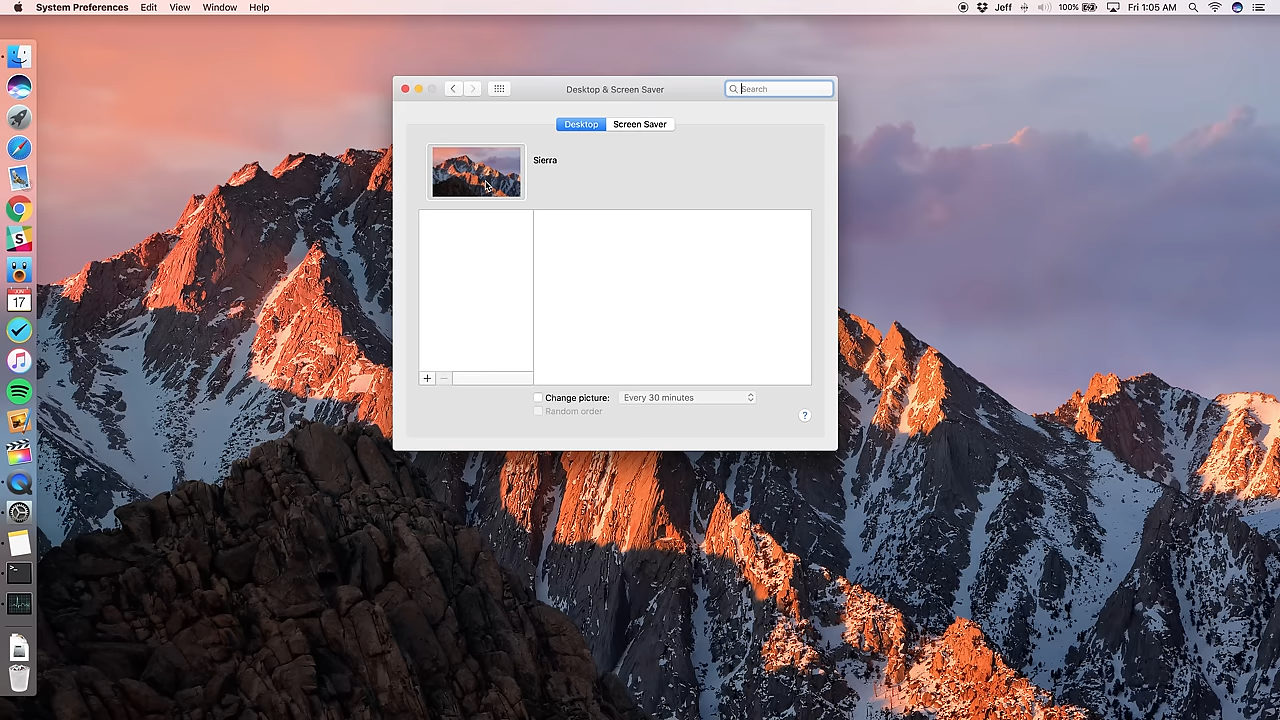 System Preferences Edit View Window Help Jeff 100% Fri 1:05 AM
Desktop & Screen Saver Search
Desktop Screen Saver
Sierra
+ −
Change picture: Every 30 minutes
Random order
?
S
JUN
17